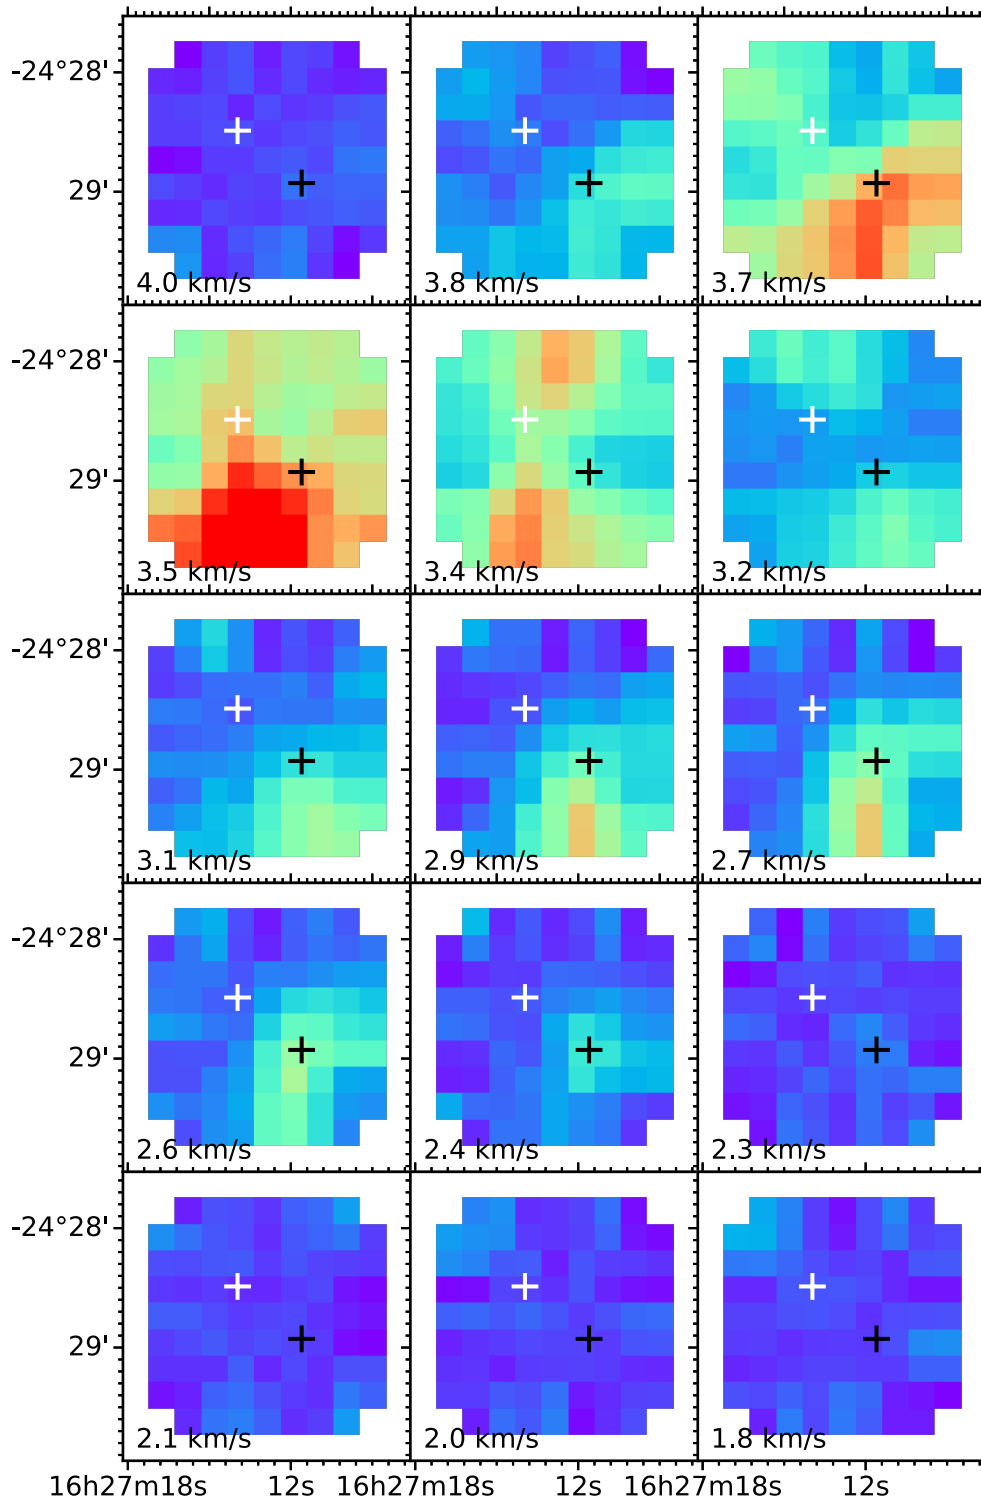 -24°28'
29'
4.0 km/s
3.8 km/s
3.7 km/s
-24°28'
29'
3.5 km/s
3.4 km/s
3.2 km/s
-24°28'
29'
3.1 km/s
2.9 km/s
2.7 km/s
-24°28'
29'
2.6 km/s
2.4 km/s
2.3 km/s
-24°28'
29'
2.1 km/s
2.0 km/s
1.8 km/s
16h27m18s 12s 16h27m18s 12s 16h27m18s 12s